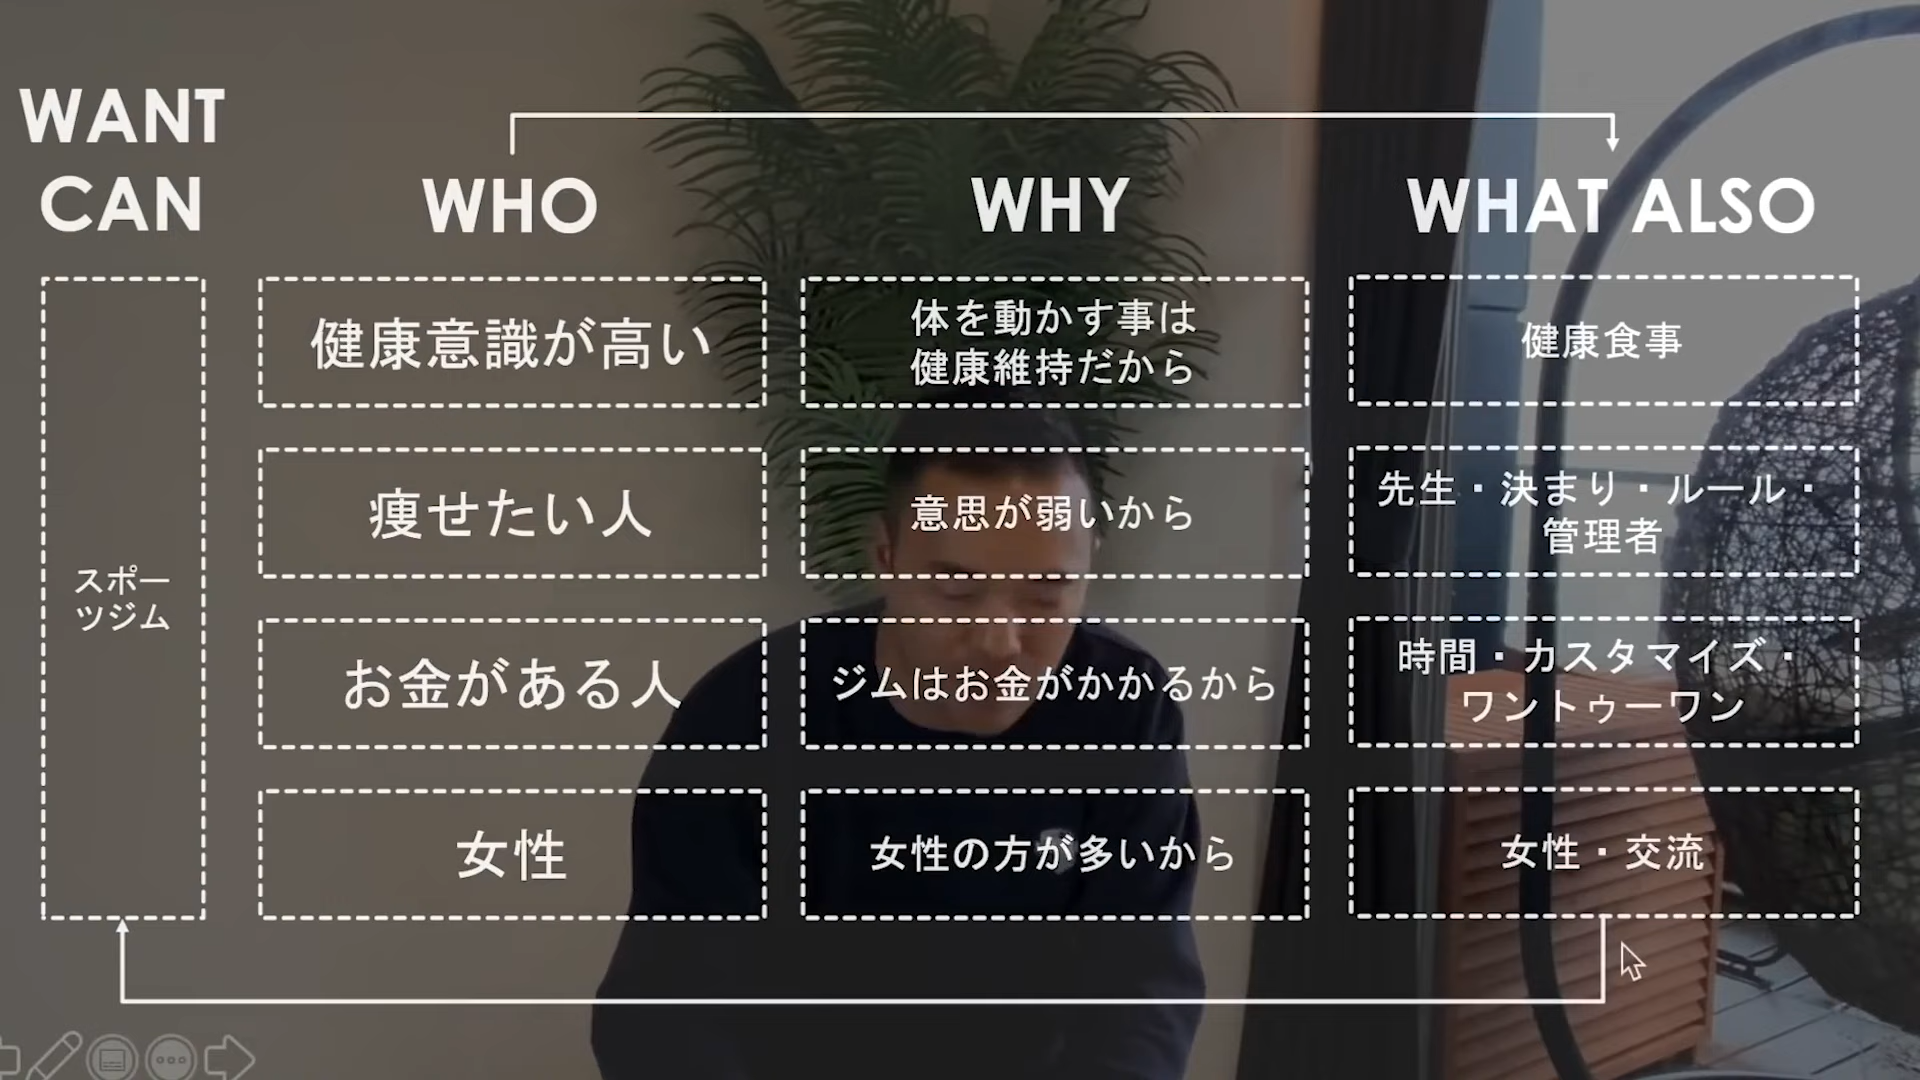 WANT
CAN
WHO
WHY
WHAT ALSO
スポー
ツジム
健康意識が高い
体を動かす事は
健康維持だから
健康食事
痩せたい人
意思が弱いから
先生・決まり・ルール・
管理者
お金がある人
ジムはお金がかかるから
時間・カスタマイズ・
ワントゥーワン
女性
女性の方が多いから
女性・交流